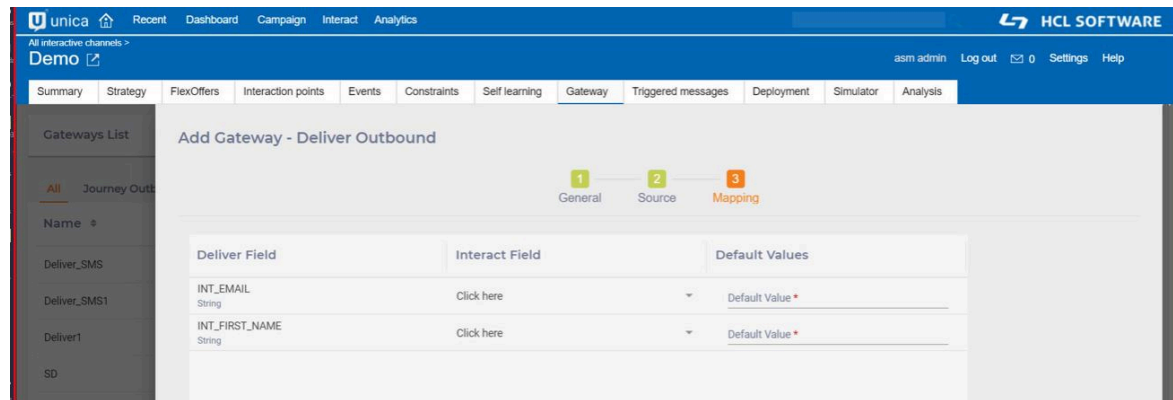 unica Recent Dashboard Campaign Interact Analytics HCL SOFTWARE
All interactive channels >
Demo asm admin Log out 0 Settings Help
Summary Strategy FlexOffers Interaction points Events Constraints Self learning Gateway Triggered messages Deployment Simulator Analysis
Gateways List
Add Gateway - Deliver Outbound
All Journey Outb
1 2 3
General Source Mapping
Name
Deliver Field Interact Field Default Values
Deliver_SMS
INT_EMAIL
String
Click here Default Value *
Deliver_SMS1
INT_FIRST_NAME
String
Click here Default Value *
Deliver1
SD